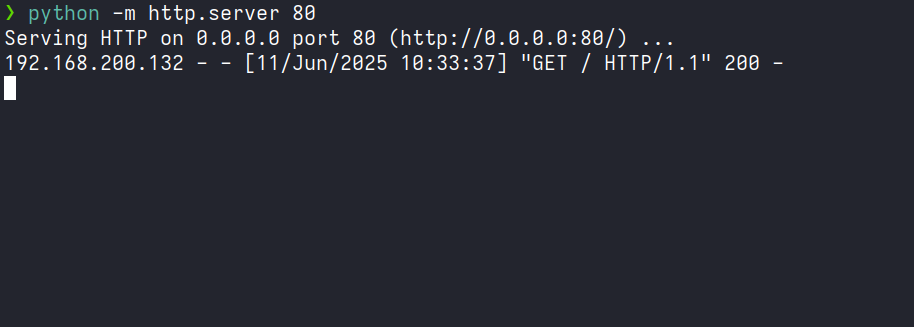 ❯ python -m http.server 80
Serving HTTP on 0.0.0.0 port 80 (http://0.0.0.0:80/) ...
192.168.200.132 - - [11/Jun/2025 10:33:37] "GET / HTTP/1.1" 200 -